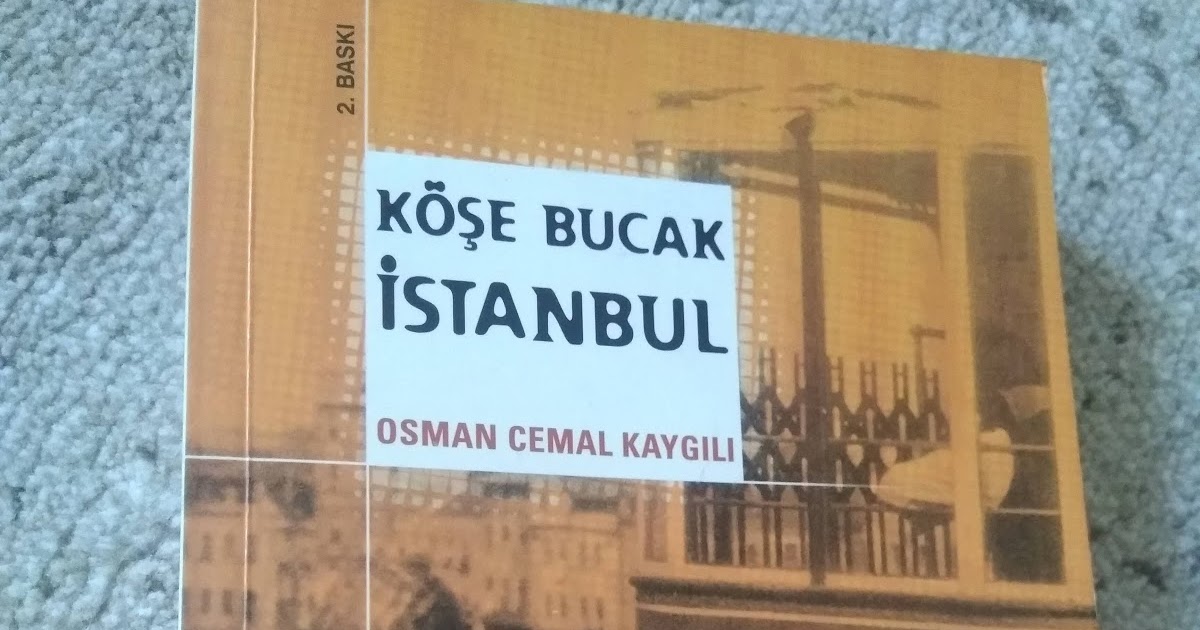 2. BASKI
KÖŞE BUCAK
İSTANBUL
OSMAN CEMAL KAYGILI